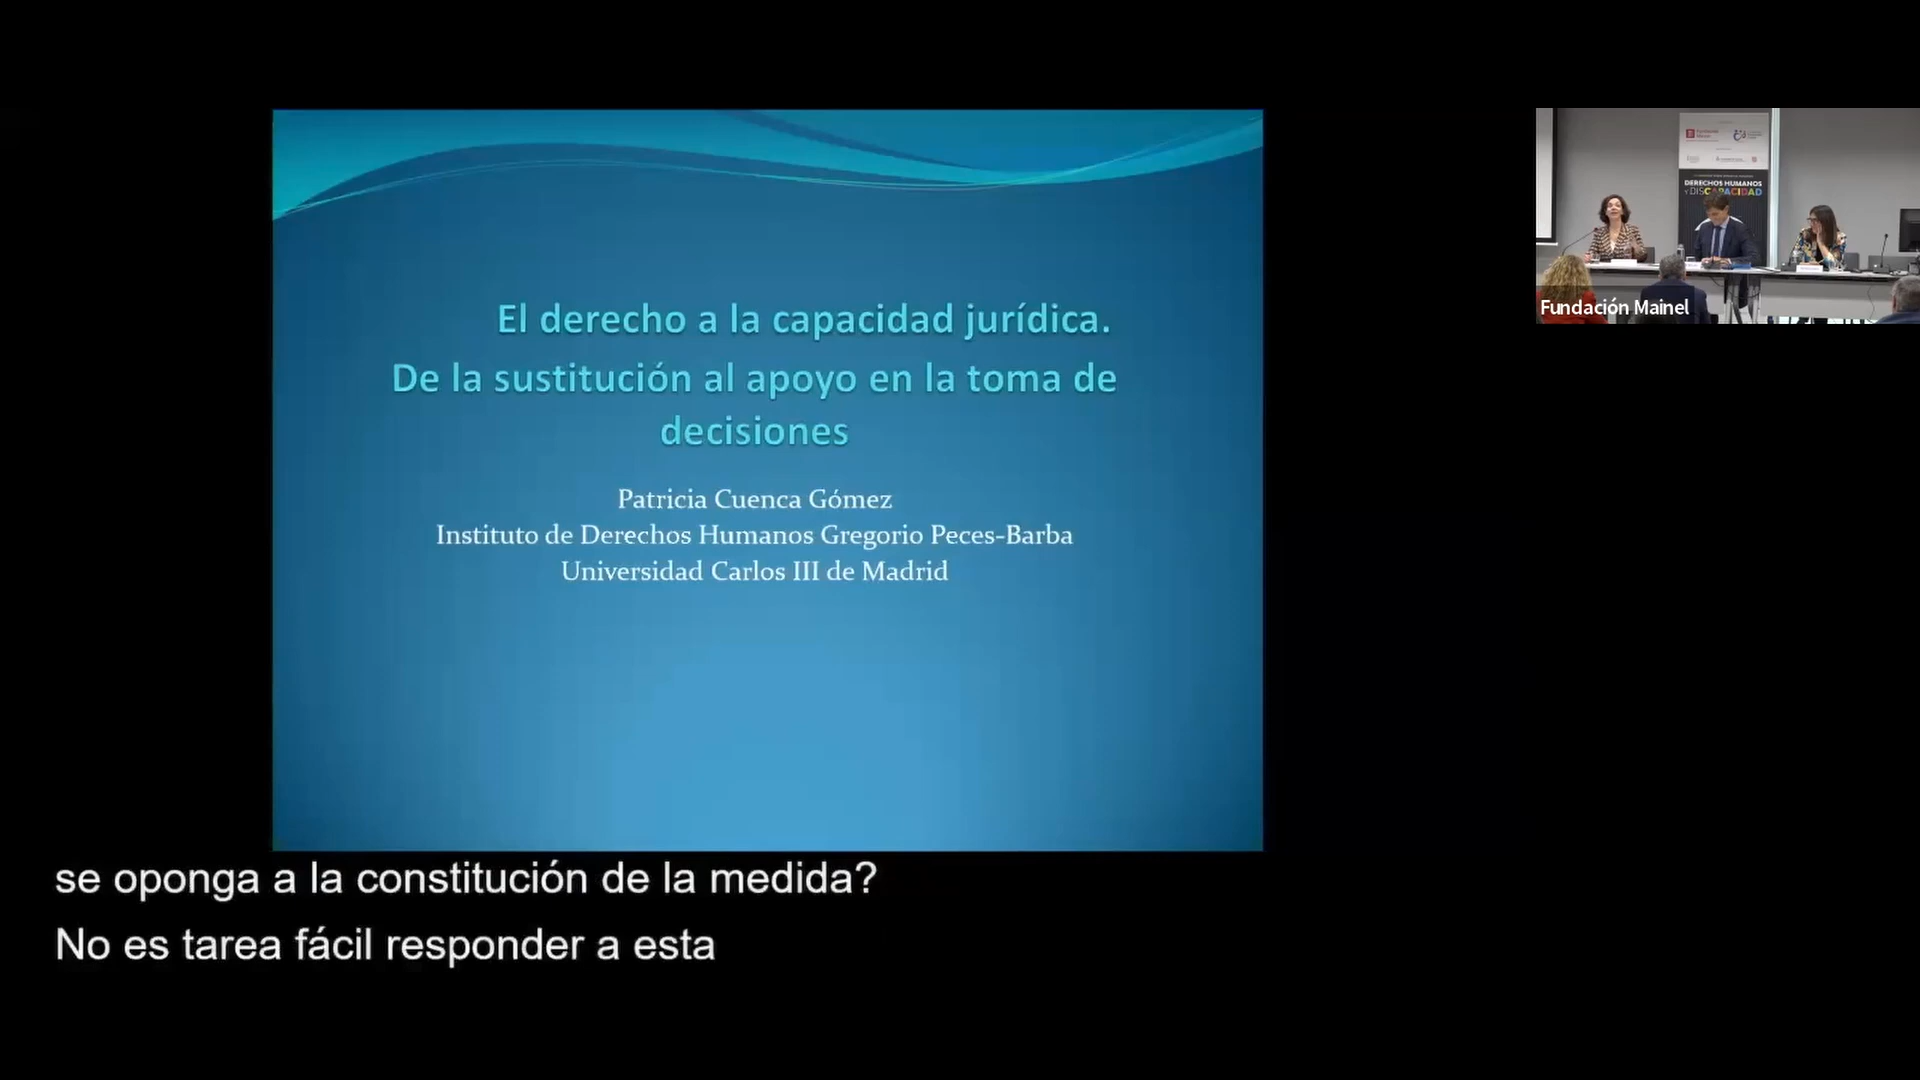 El derecho a la capacidad jurídica.
De la sustitución al apoyo en la toma de
decisiones
Patricia Cuenca Gómez
Instituto de Derechos Humanos Gregorio Peces-Barba
Universidad Carlos III de Madrid
DERECHOS HUMANOS
Y DISCAPACIDAD
Fundación Mainel
se oponga a la constitución de la medida?
No es tarea fácil responder a esta